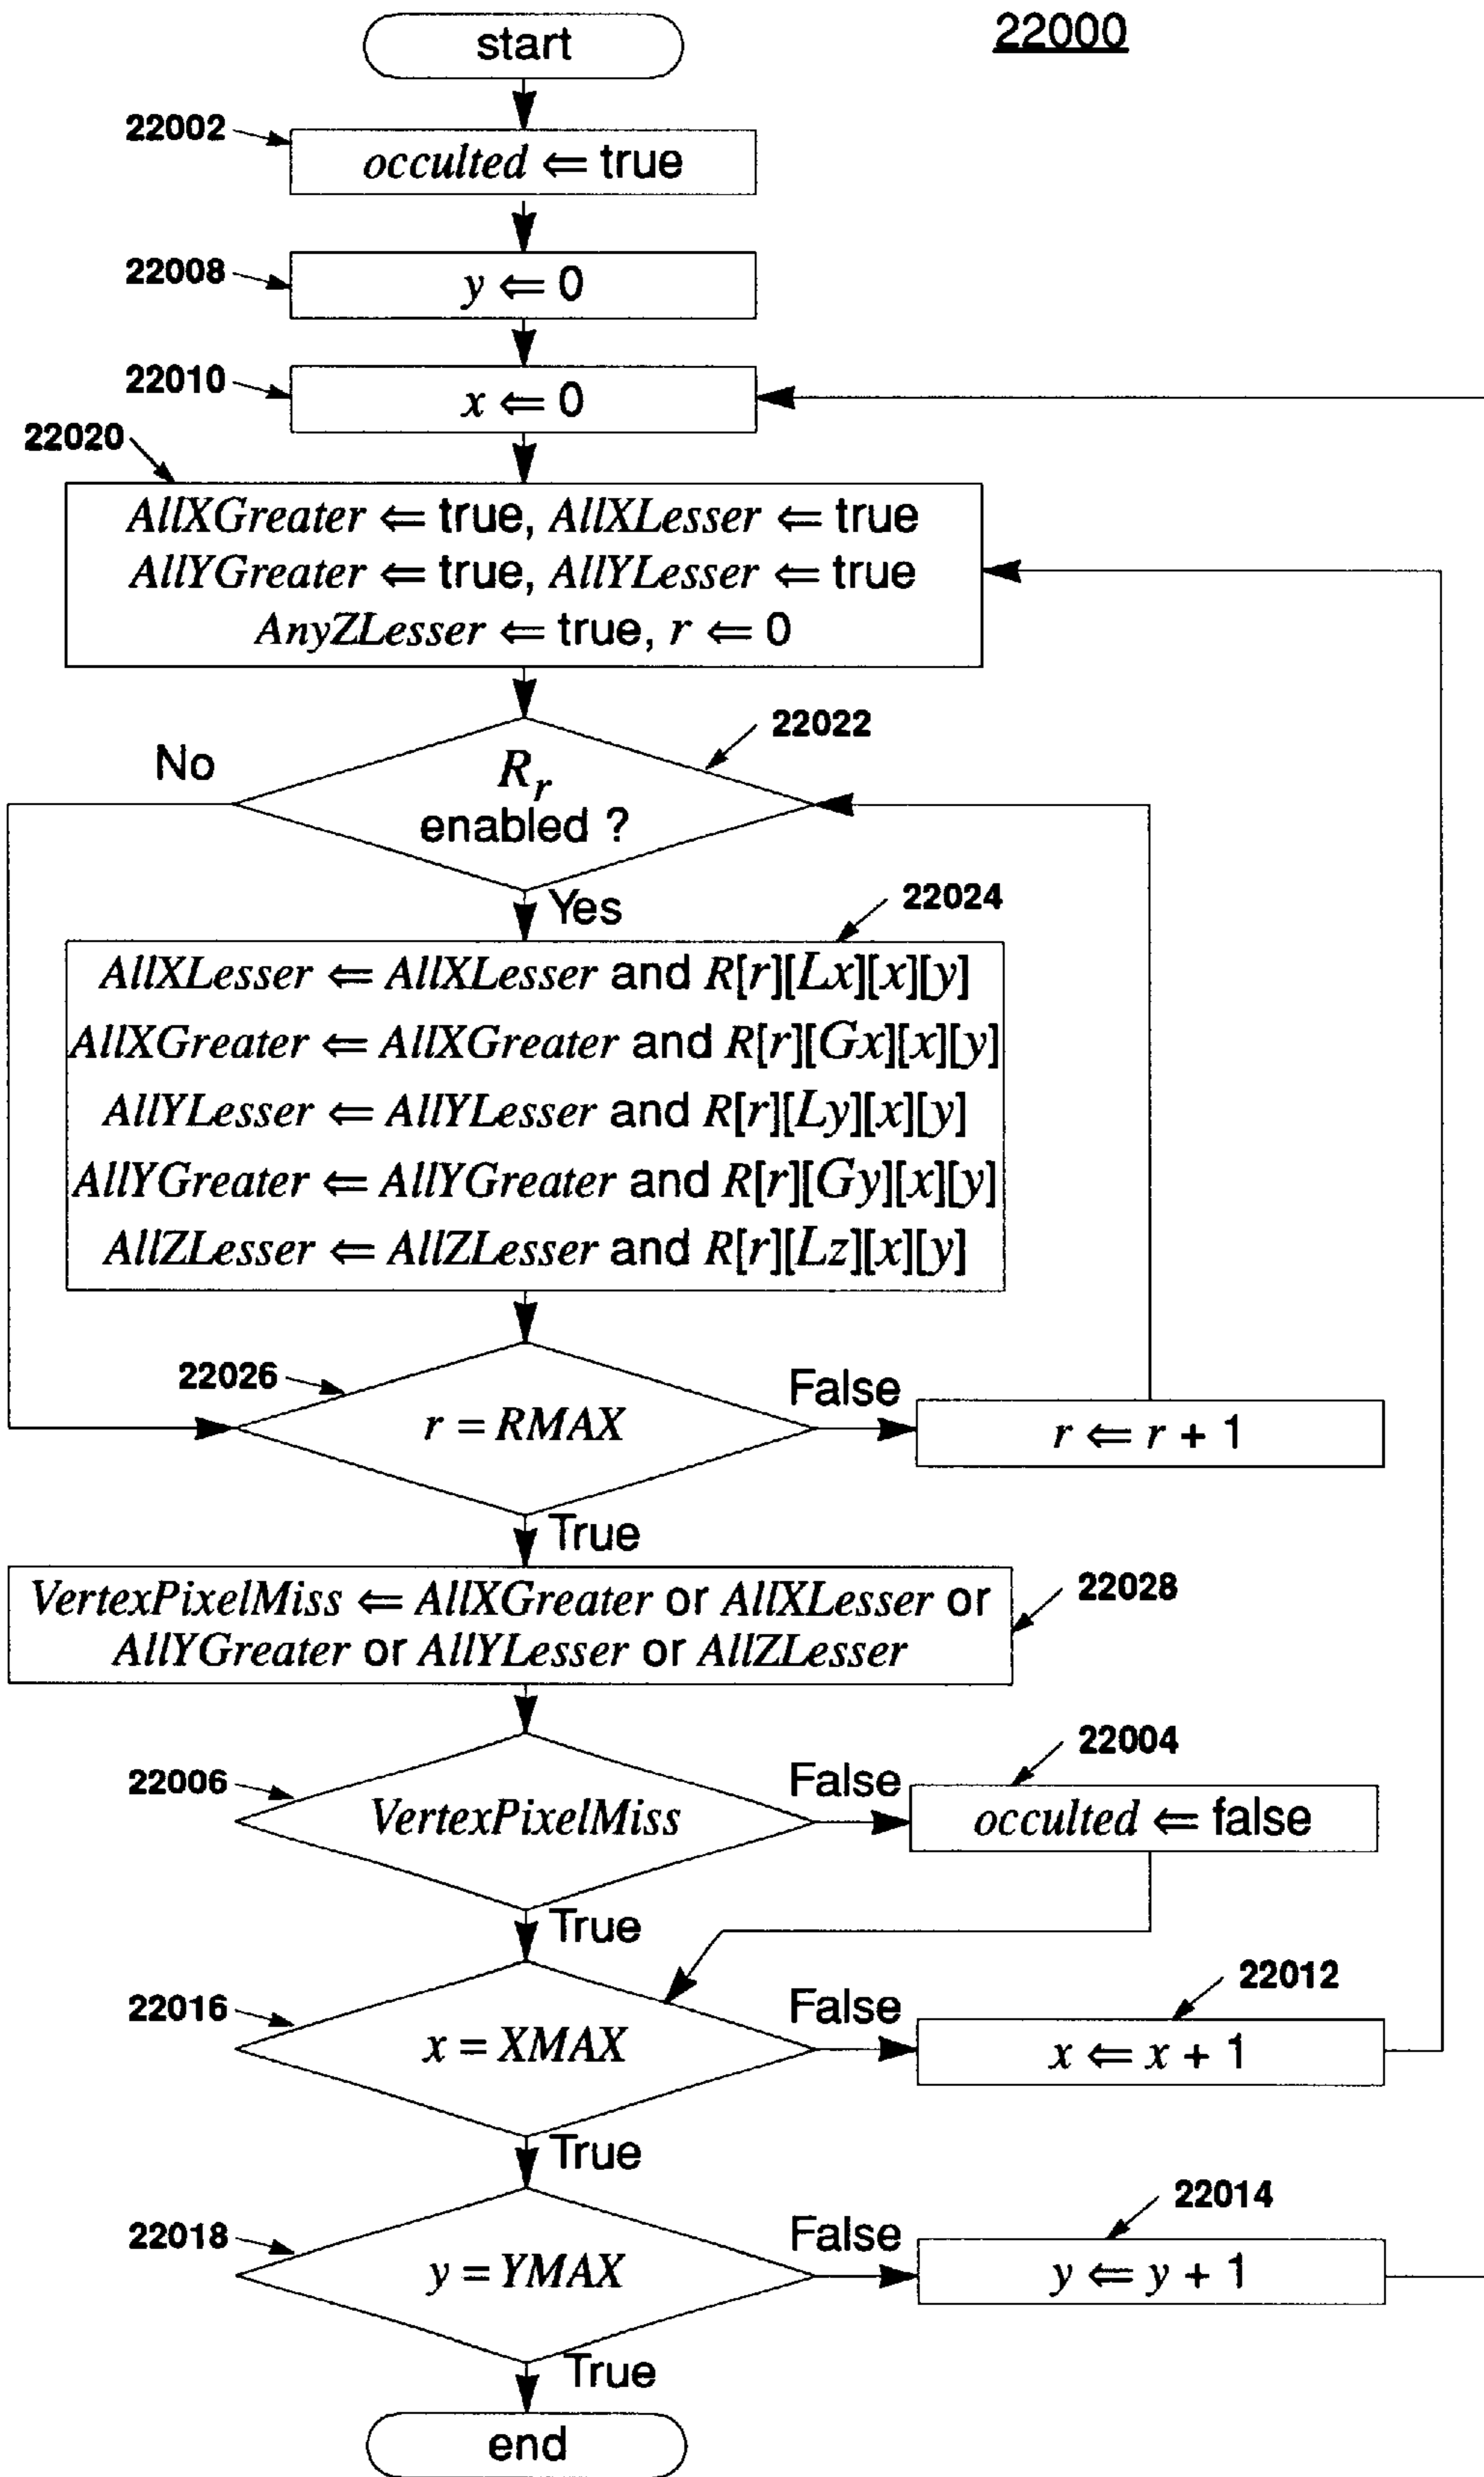 22000
start
22002
occulted ⇐ true
22008
y ⇐ 0
22010
x ⇐ 0
22020
AllXGreater ⇐ true, AllXLesser ⇐ true
AllYGreater ⇐ true, AllYLesser ⇐ true
AnyZLesser ⇐ true, r ⇐ 0
22022
No
Rr
enabled ?
Yes
22024
AllXLesser ⇐ AllXLesser and R[r][Lx][x][y]
AllXGreater ⇐ AllXGreater and R[r][Gx][x][y]
AllYLesser ⇐ AllYLesser and R[r][Ly][x][y]
AllYGreater ⇐ AllYGreater and R[r][Gy][x][y]
AllZLesser ⇐ AllZLesser and R[r][Lz][x][y]
22026
r = RMAX
False
r ⇐ r + 1
True
22028
VertexPixelMiss ⇐ AllXGreater or AllXLesser or
AllYGreater or AllYLesser or AllZLesser
22006
VertexPixelMiss
False
22004
occulted ⇐ false
True
22016
x = XMAX
False
22012
x ⇐ x + 1
True
22018
y = YMAX
False
22014
y ⇐ y + 1
True
end